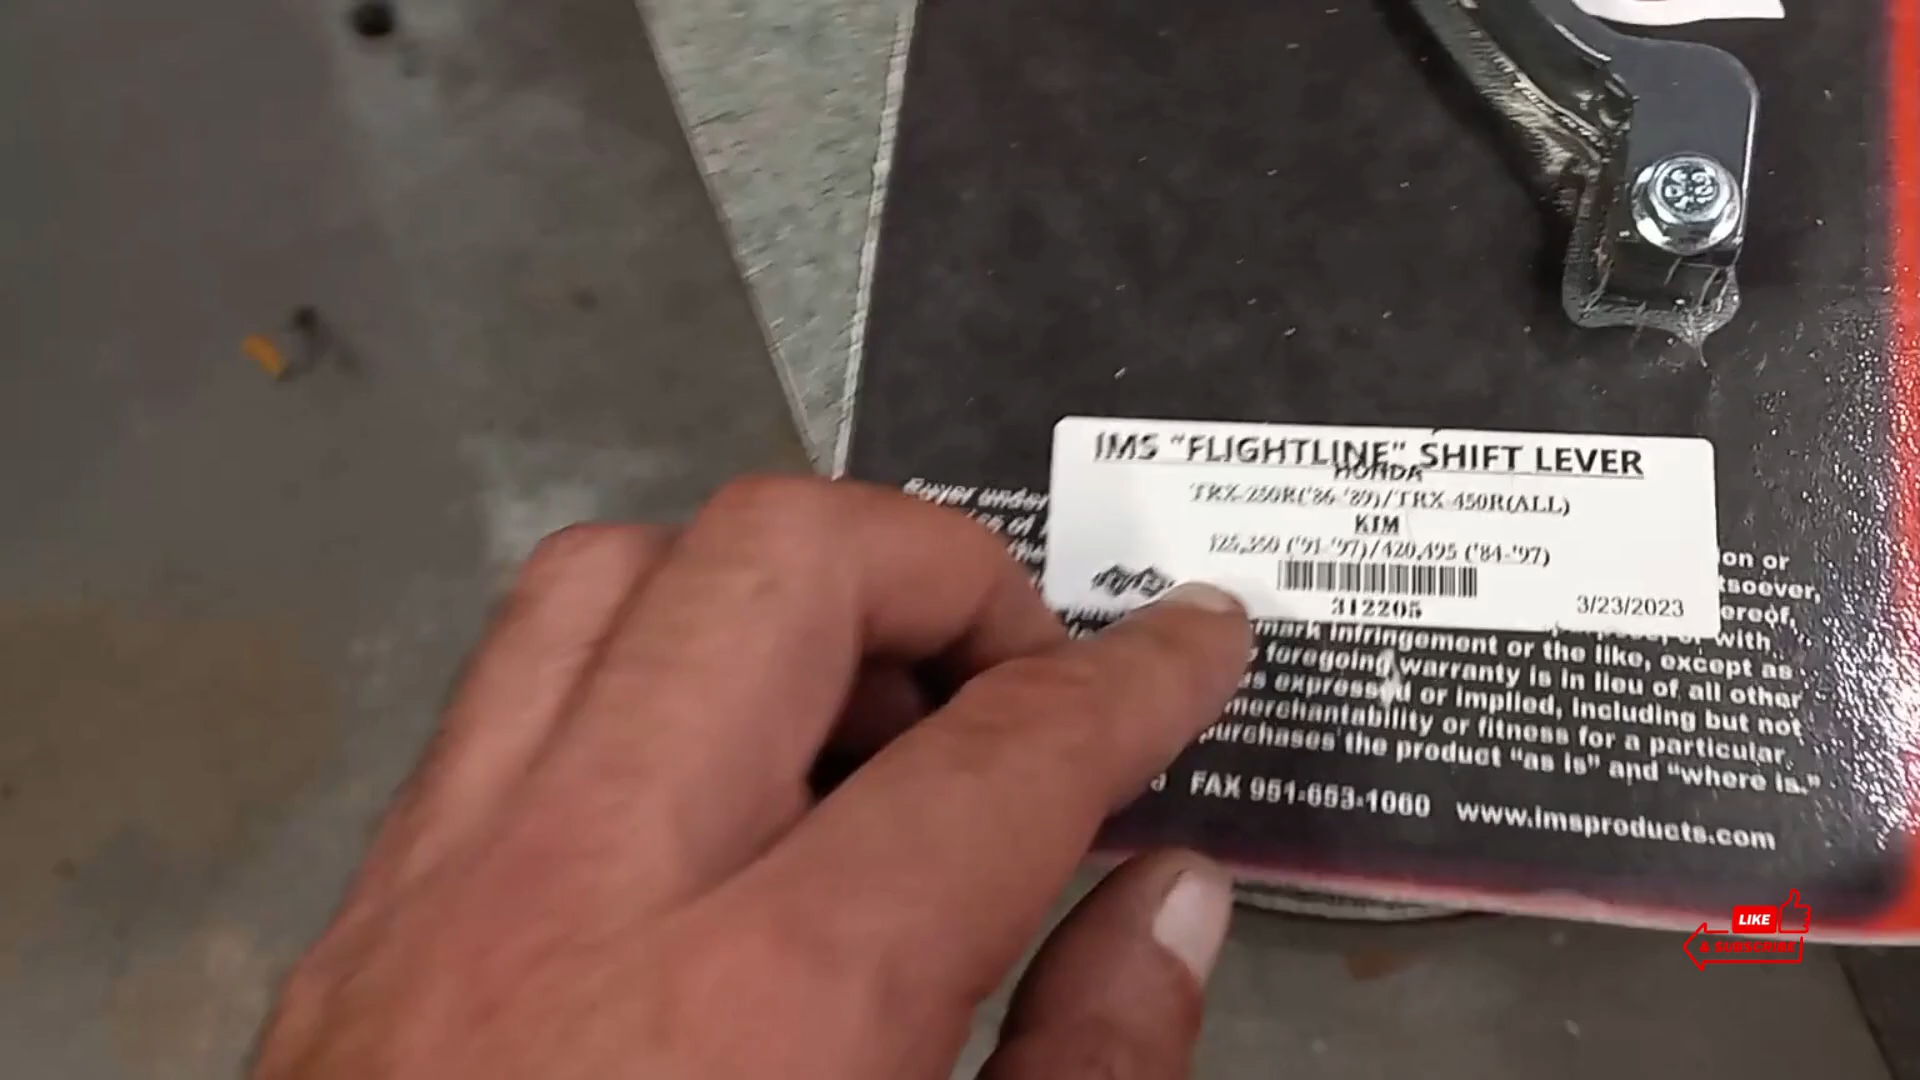 IMS "FLIGHTLINE" SHIFT LEVER
HONDA
TRX-250R('86-'89)/TRX-450R(ALL)
KTM
125,350 ('91-'97)/420,495 ('84-'97)
312205
3/23/2023
Buyer under
on or
ereof,
with
mark infringement or the like, except as
foregoing warranty is in lieu of all other
expressed or implied, including but not
merchantability or fitness for a particular
purchases the product "as is" and "where is."
FAX 951-653-1060 www.imsproducts.com
LIKE
& SUBSCRIBE